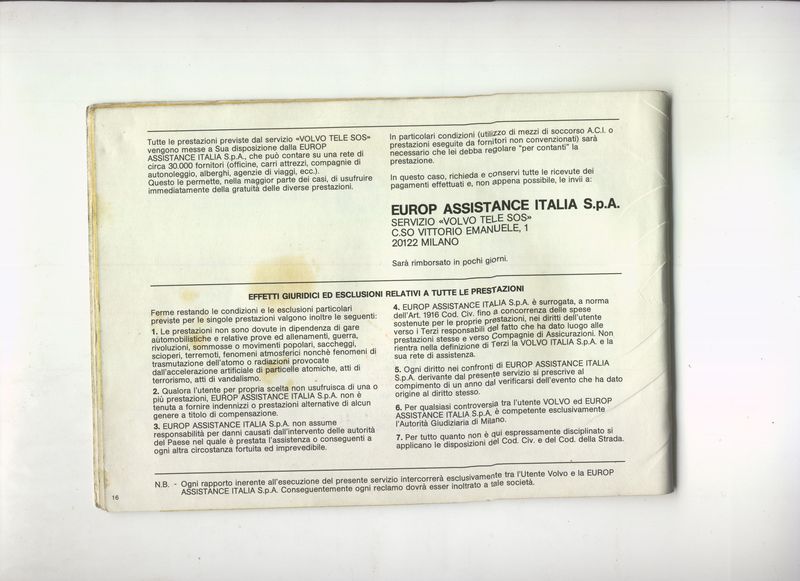 Tutte le prestazioni previste dal servizio «VOLVO TELE SOS»
vengono messe a Sua disposizione dalla EUROP
ASSISTANCE ITALIA S.p.A., che può contare su una rete di
circa 30.000 fornitori (officine, carri attrezzi, compagnie di
autonoleggio, alberghi, agenzie di viaggi, ecc.).
Questo le permette, nella maggior parte dei casi, di usufruire
immediatamente della gratuità delle diverse prestazioni.
In particolari condizioni (utilizzo di mezzi di soccorso A.C.I. o
prestazioni eseguite da fornitori non convenzionati) sarà
necessario che lei debba regolare "per contanti" la
prestazione.
In questo caso, richieda e conservi tutte le ricevute dei
pagamenti effettuati e, non appena possibile, le invii a:
EUROP ASSISTANCE ITALIA S.p.A.
SERVIZIO «VOLVO TELE SOS»
C.SO VITTORIO EMANUELE, 1
20122 MILANO
Sarà rimborsato in pochi giorni.
EFFETTI GIURIDICI ED ESCLUSIONI RELATIVI A TUTTE LE PRESTAZIONI
Ferme restando le condizioni e le esclusioni particolari
previste per le singole prestazioni valgono inoltre le seguenti:
1. Le prestazioni non sono dovute in dipendenza di gare
automobilistiche e relative prove ed allenamenti, guerra,
rivoluzioni, sommosse o movimenti popolari, saccheggi,
scioperi, terremoti, fenomeni atmosferici nonchè fenomeni di
trasmutazione dell'atomo o radiazioni provocate
dall'accelerazione artificiale di particelle atomiche, atti di
terrorismo, atti di vandalismo.
2. Qualora l'utente per propria scelta non usufruisca di una o
più prestazioni, EUROP ASSISTANCE ITALIA S.p.A. non è
tenuta a fornire indennizzi o prestazioni alternative di alcun
genere a titolo di compensazione.
3. EUROP ASSISTANCE ITALIA S.p.A. non assume
responsabilità per danni causati dall'intervento delle autorità
del Paese nel quale è prestata l'assistenza o conseguenti a
ogni altra circostanza fortuita ed imprevedibile.
4. EUROP ASSISTANCE ITALIA S.p.A. è surrogata, a norma
dell'Art. 1916 Cod. Civ. fino a concorrenza delle spese
sostenute per le proprie prestazioni, nei diritti dell'utente
verso i Terzi responsabili del fatto che ha dato luogo alle
prestazioni stesse e verso Compagnie di Assicurazioni. Non
rientra nella definizione di Terzi la VOLVO ITALIA S.p.A. e la
sua rete di assistenza.
5. Ogni diritto nei confronti di EUROP ASSISTANCE ITALIA
S.p.A. derivante dal presente servizio si prescrive al
compimento di un anno dal verificarsi dell'evento che ha dato
origine al diritto stesso.
6. Per qualsiasi controversia tra l'utente VOLVO ed EUROP
ASSISTANCE ITALIA S.p.A. è competente esclusivamente
l'Autorità Giudiziaria di Milano.
7. Per tutto quanto non è qui espressamente disciplinato si
applicano le disposizioni del Cod. Civ. e del Cod. della Strada.
N.B. - Ogni rapporto inerente all'esecuzione del presente servizio intercorrerà esclusivamente tra l'Utente Volvo e la EUROP
ASSISTANCE ITALIA S.p.A. Conseguentemente ogni reclamo dovrà esser inoltrato a tale società.
16